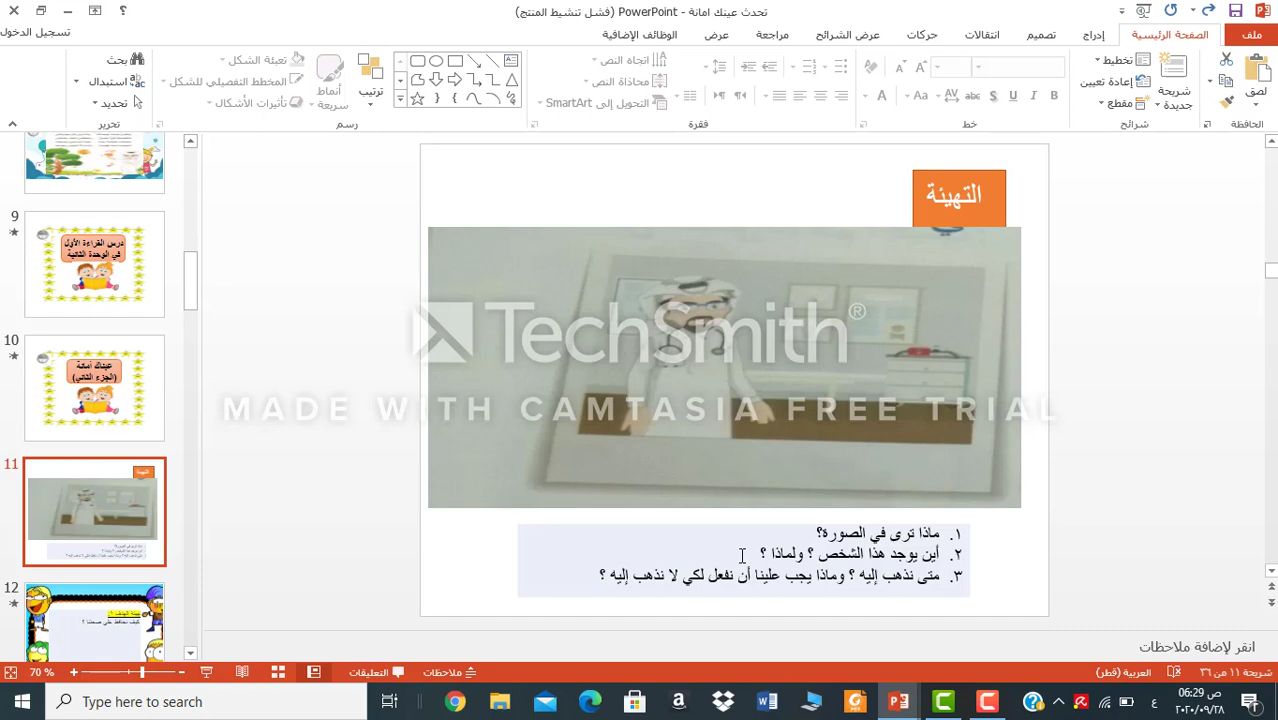 تحدث عينك امانة - PowerPoint (فشل تنشيط المنتج)
ملف
الصفحة الرئيسية
إدراج
تصميم
انتقالات
حركات
عرض الشرائح
مراجعة
عرض
الوظائف الإضافية
تسجيل الدخول
لصق
الحافظة
شريحة جديدة
تخطيط
إعادة تعيين
مقطع
شرائح
خط
اتجاه النص
محاذاة النص
التحويل إلى SmartArt
فقرة
ترتيب
أنماط سريعة
تعبئة الشكل
المخطط التفصيلي للشكل
تأثيرات الأشكال
رسم
بحث
استبدال
تحديد
تحرير
9
درس القراءة الأول
في الوحدة الثانية
10
عيناك أمانة
(الجزء الثاني)
11
12
كيف نحافظ على صحتنا ؟
التهيئة
TechSmith®
MADE WITH CAMTASIA FREE TRIAL
١. ماذا ترى في الصورة؟
٢. أين يوجد هذا الشخص ؟ ولماذا ؟
٣. متى نذهب إليه ؟ وماذا يجب علينا أن نفعل لكي لا نذهب إليه ؟
انقر لإضافة ملاحظات
شريحة ١١ من ٣٦
العربية (قطر)
ملاحظات
التعليقات
70 %
Type here to search
06:29 ص
٢٠٢٠/٠٩/٢٨